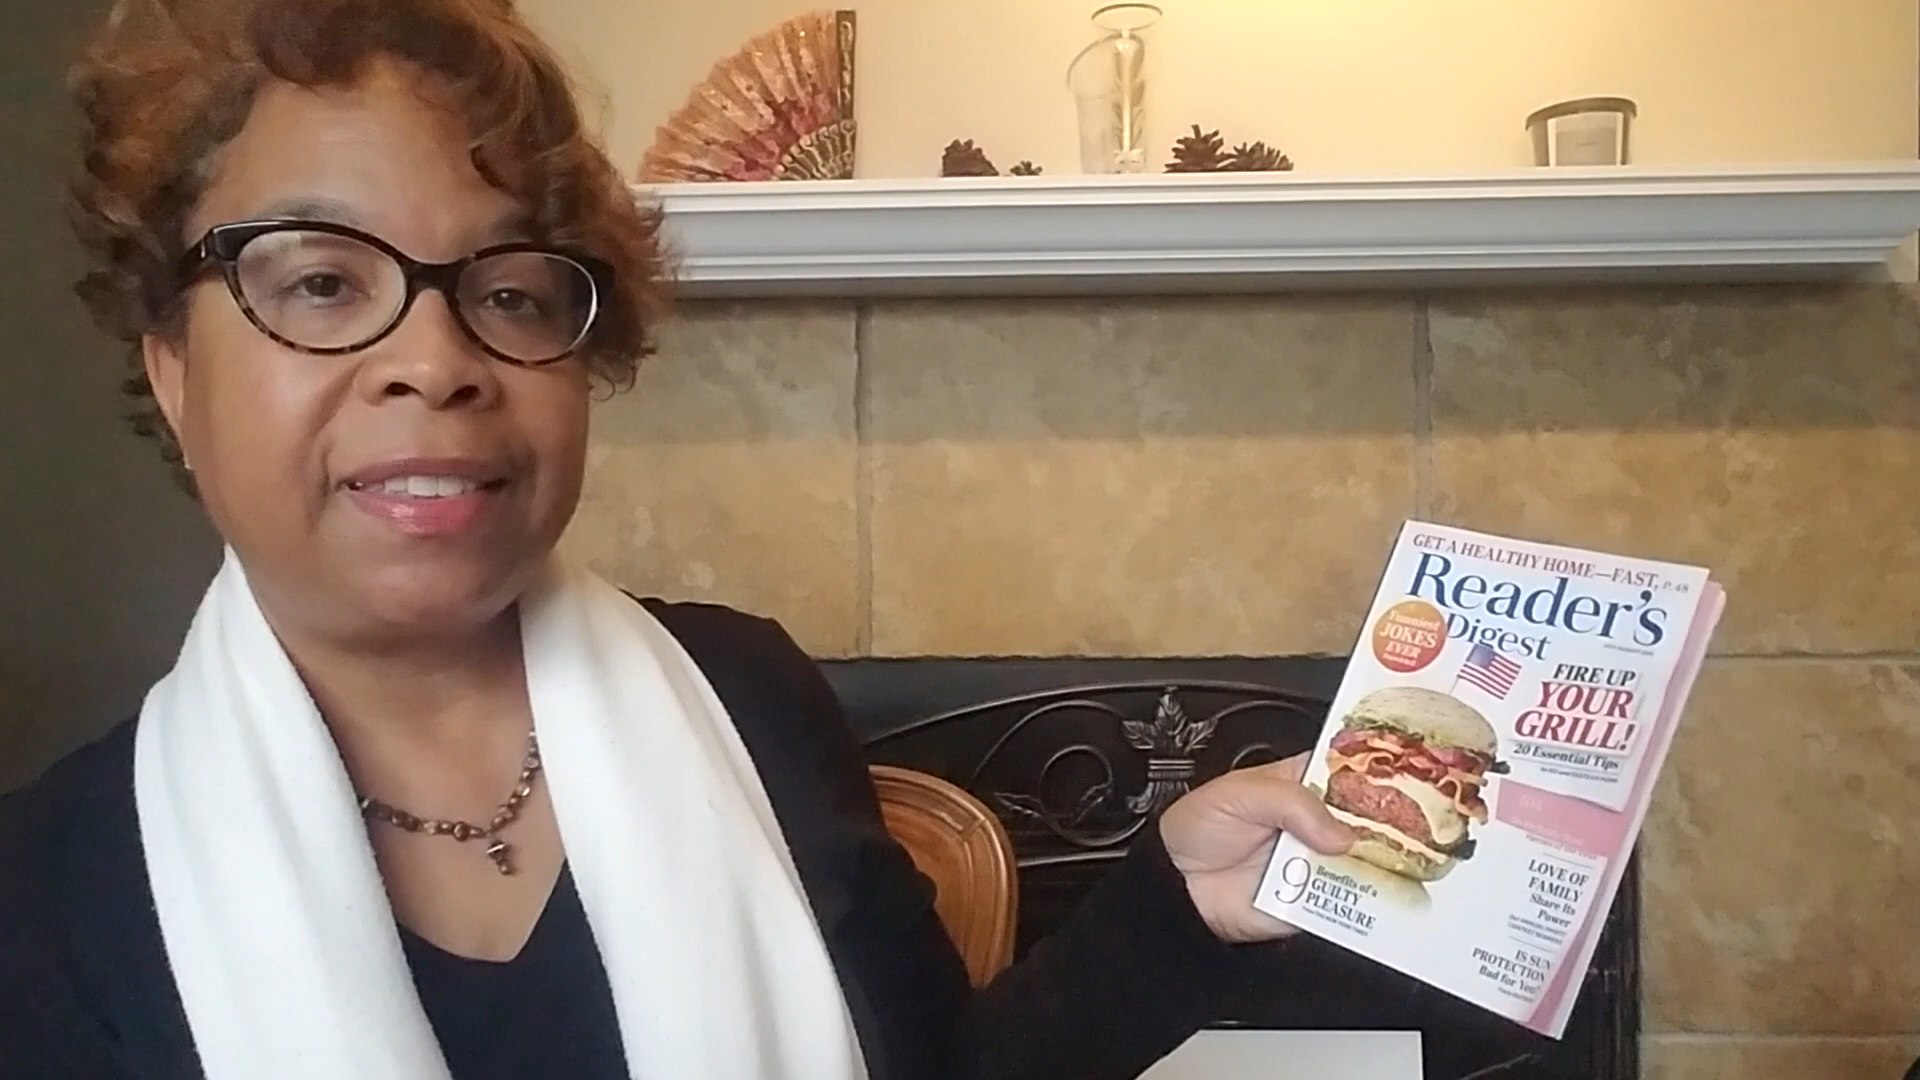 GET A HEALTHY HOME—FAST, P. 48
Reader's
Digest
Funniest
JOKES
EVER
FIRE UP
YOUR
GRILL!
20 Essential Tips
LOVE OF
FAMILY
Share Its
Power
IS SUN
PROTECTION
Bad for You?
9 Benefits of a
GUILTY
PLEASURE